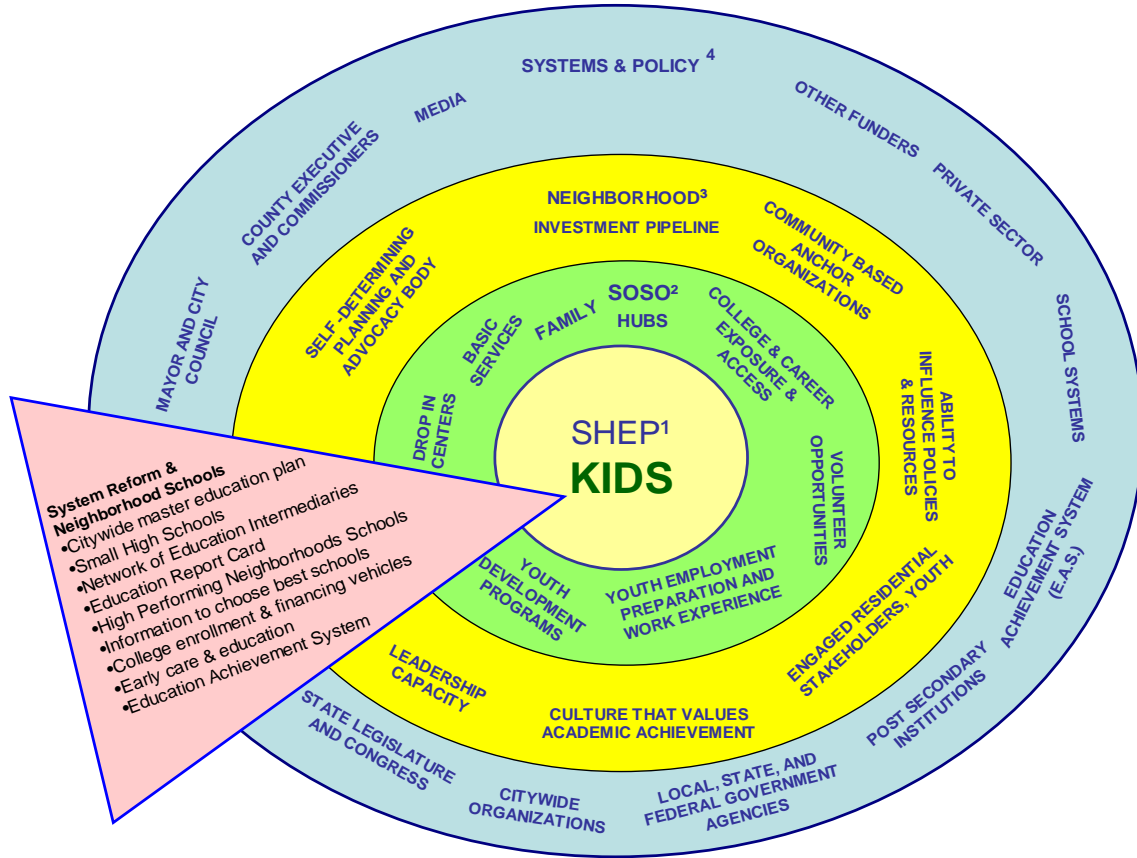 SYSTEMS & POLICY 4
OTHER FUNDERS
PRIVATE SECTOR
SCHOOL SYSTEMS
EDUCATION
ACHIEVEMENT SYSTEM
(E.A.S.)
POST SECONDARY
INSTITUTIONS
LOCAL, STATE, AND
FEDERAL GOVERNMENT
AGENCIES
CITYWIDE
ORGANIZATIONS
STATE LEGISLATURE
AND CONGRESS
MAYOR AND CITY
COUNCIL
COUNTY EXECUTIVE
AND COMMISSIONERS
MEDIA
NEIGHBORHOOD³
INVESTMENT PIPELINE
COMMUNITY BASED
ANCHOR
ORGANIZATIONS
ABILITY TO
INFLUENCE POLICIES
& RESOURCES
ENGAGED RESIDENTIAL
STAKEHOLDERS, YOUTH
CULTURE THAT VALUES
ACADEMIC ACHIEVEMENT
LEADERSHIP
CAPACITY
SELF-DETERMINING
PLANNING AND
ADVOCACY BODY
SOSO²
HUBS
COLLEGE & CAREER
EXPOSURE &
ACCESS
VOLUNTEER
OPPORTUNITIES
YOUTH EMPLOYMENT
PREPARATION AND
WORK EXPERIENCE
YOUTH
DEVELOPMENT
PROGRAMS
DROP IN
CENTERS
BASIC
SERVICES
FAMILY
SHEP¹
KIDS
System Reform &
Neighborhood Schools
•Citywide master education plan
•Small High Schools
•Network of Education Intermediaries
•Education Report Card
•High Performing Neighborhoods Schools
•Information to choose best schools
•College enrollment & financing vehicles
•Early care & education
•Education Achievement System